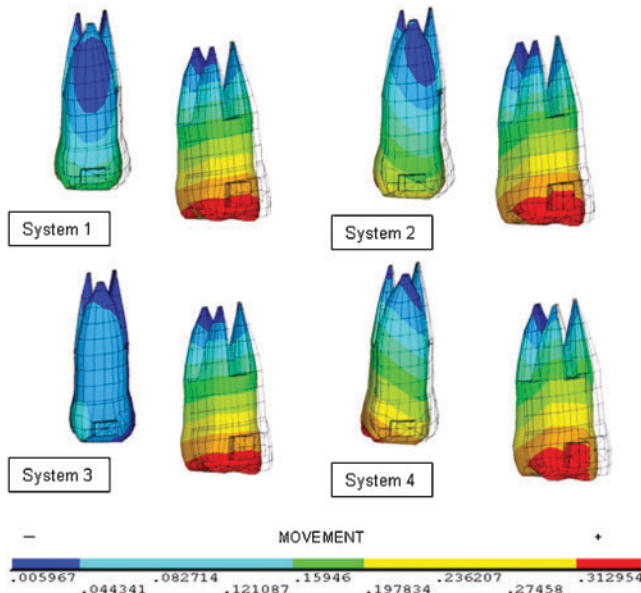 System 1
System 2
System 3
System 4
− MOVEMENT +
.005967 .082714 .15946 .236207 .312954
.044341 .121087 .197834 .27458